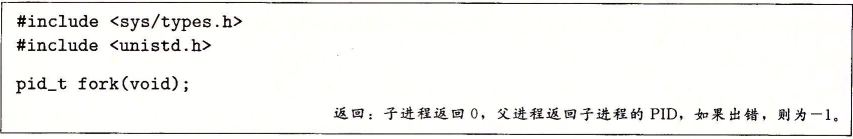 #include <sys/types.h>
#include <unistd.h>
pid_t fork(void);
返回：子进程返回 0，父进程返回子进程的 PID，如果出错，则为－1。